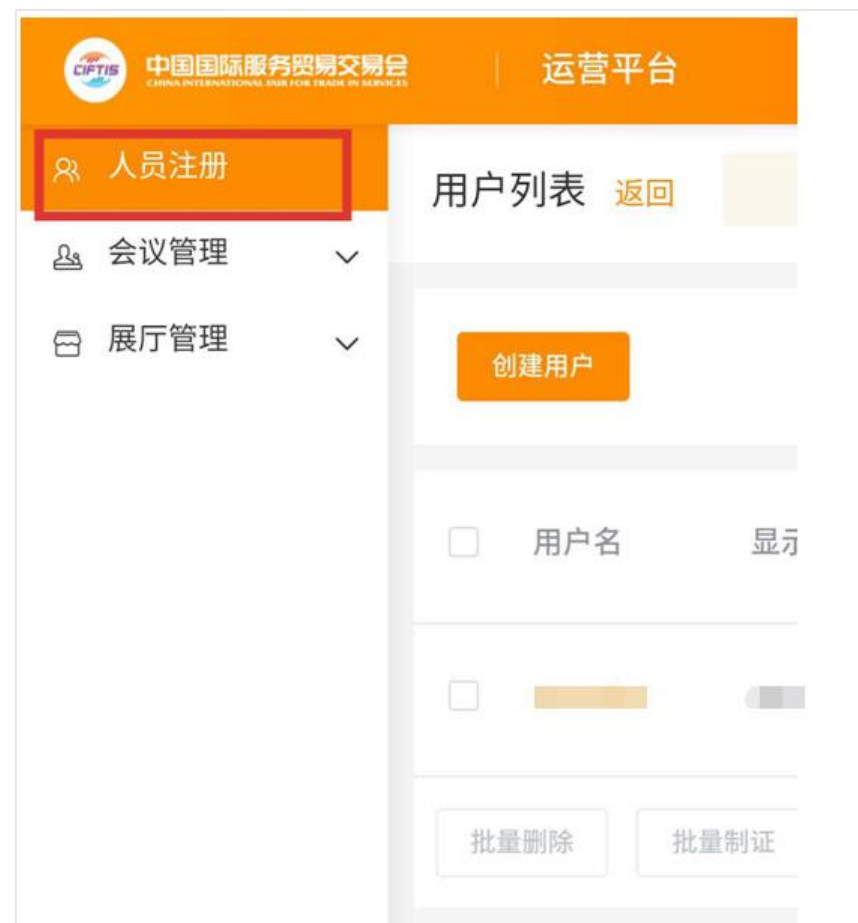 CIFTIS 中国国际服务贸易交易会 运营平台
CHINA INTERNATIONAL FAIR FOR TRADE IN SERVICES
人员注册
会议管理
展厅管理
用户列表 返回
创建用户
用户名 显示
批量删除 批量制证